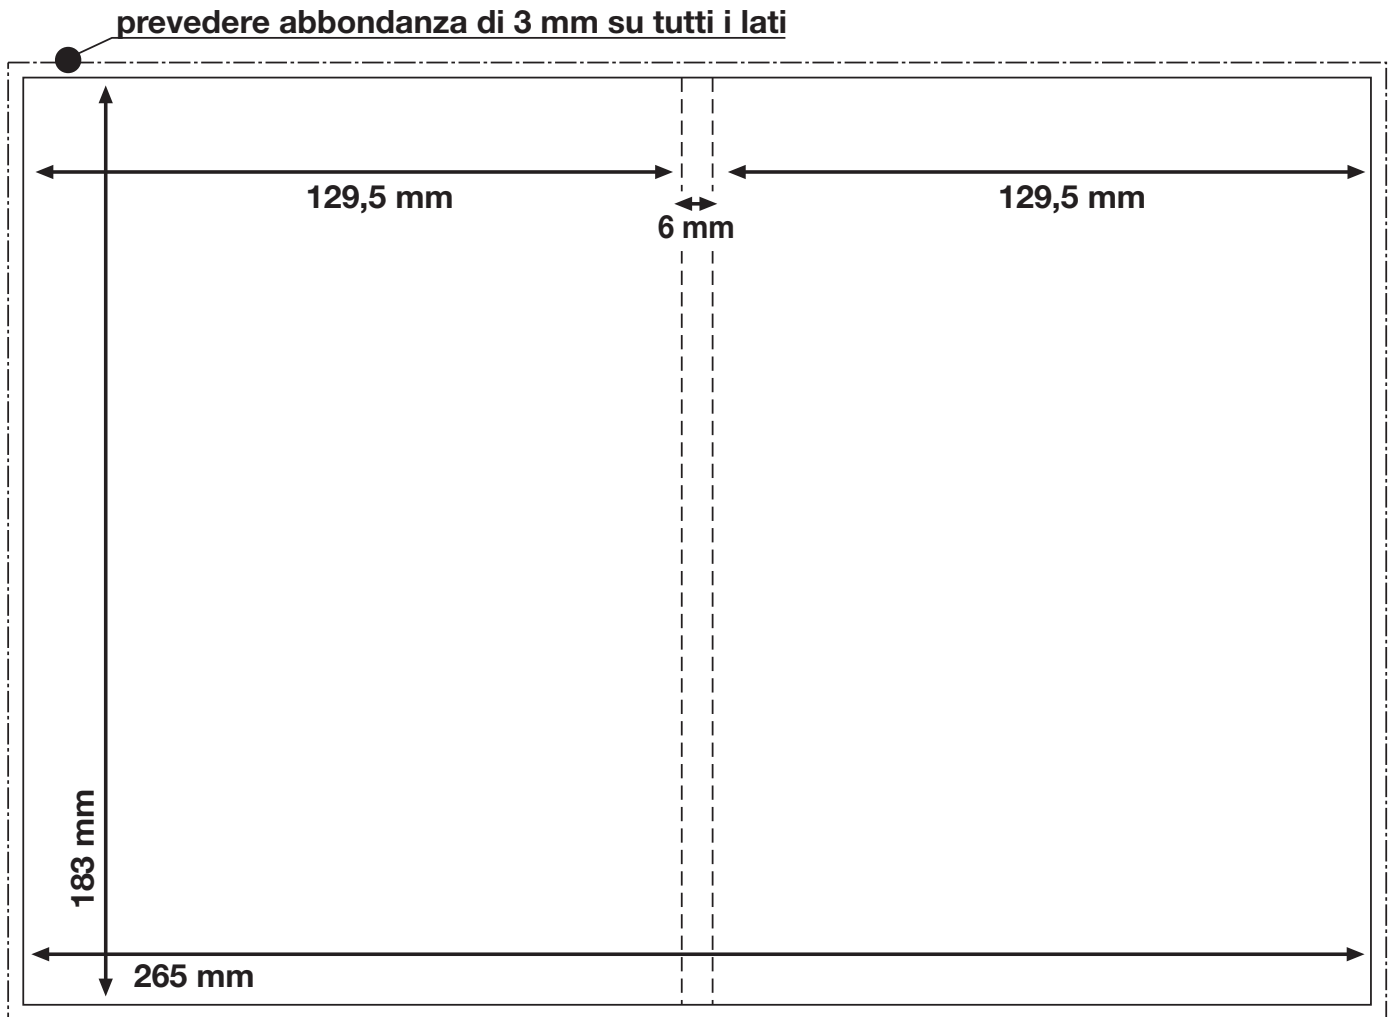 prevedere abbondanza di 3 mm su tutti i lati
129,5 mm
129,5 mm
6 mm
183 mm
265 mm